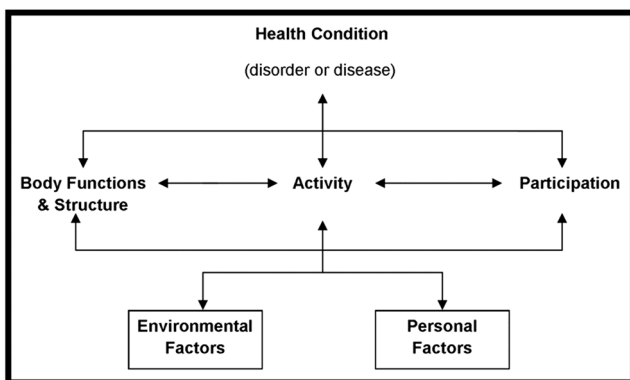 Health Condition
(disorder or disease)
Body Functions
& Structure
Activity
Participation
Environmental
Factors
Personal
Factors